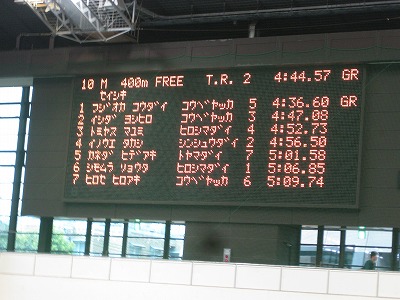 10 M 400m FREE T.R. 2 4:44.57 GR
セイシキ
1 フジオカ コウダイ コウベヤッカ 5 4:36.60 GR
2 イシダ ヨシヒロ コウベヤッカ 3 4:47.08
3 トミヤス マユミ ヒロシマダイ 4 4:52.73
4 イノウエ タカシ シンシュウダイ 2 4:56.50
5 カネダ ヒデアキ トヤマダイ 7 5:01.58
6 シモムラ リョウタ ヒロシマダイ 1 5:06.85
7 ヒロセ ヒロアキ コウベヤッカ 6 5:09.74